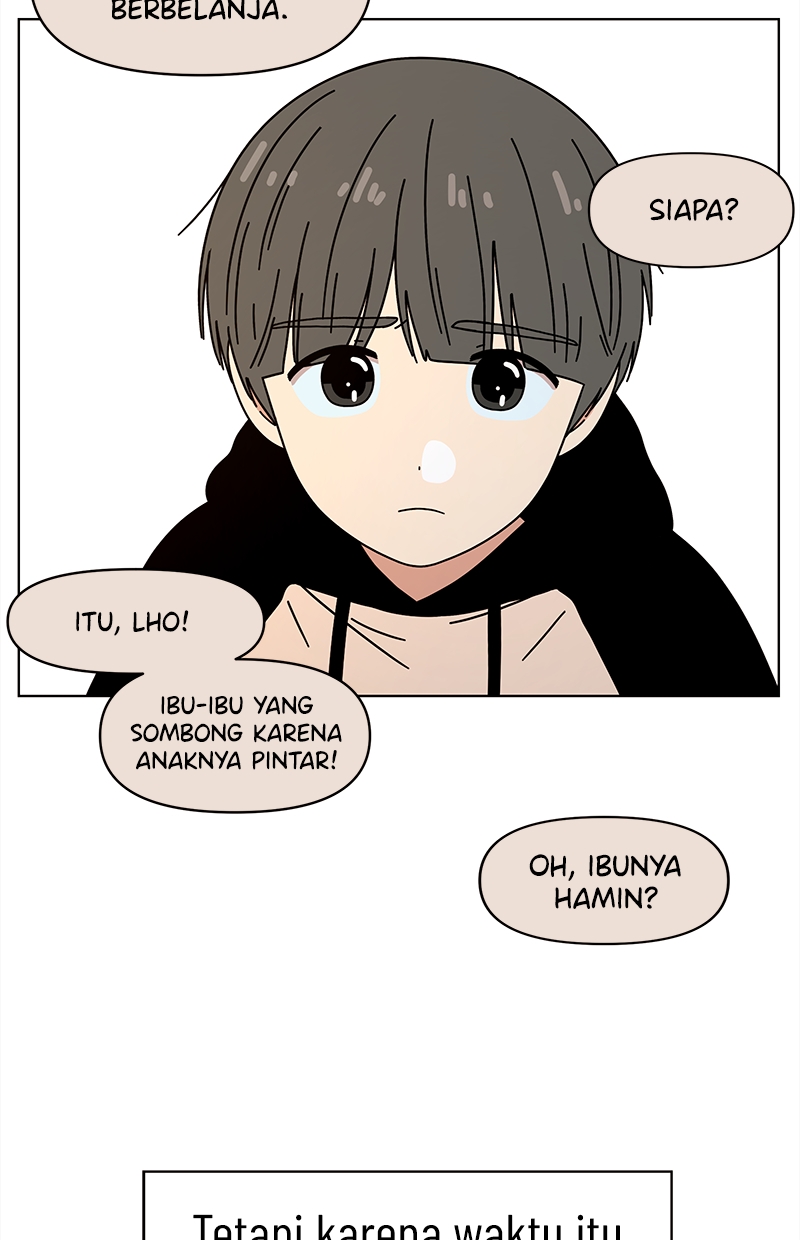 BERBELANJA.
SIAPA?
ITU, LHO!
IBU-IBU YANG
SOMBONG KARENA
ANAKNYA PINTAR!
OH, IBUNYA
HAMIN?
Tetapi karena waktu itu